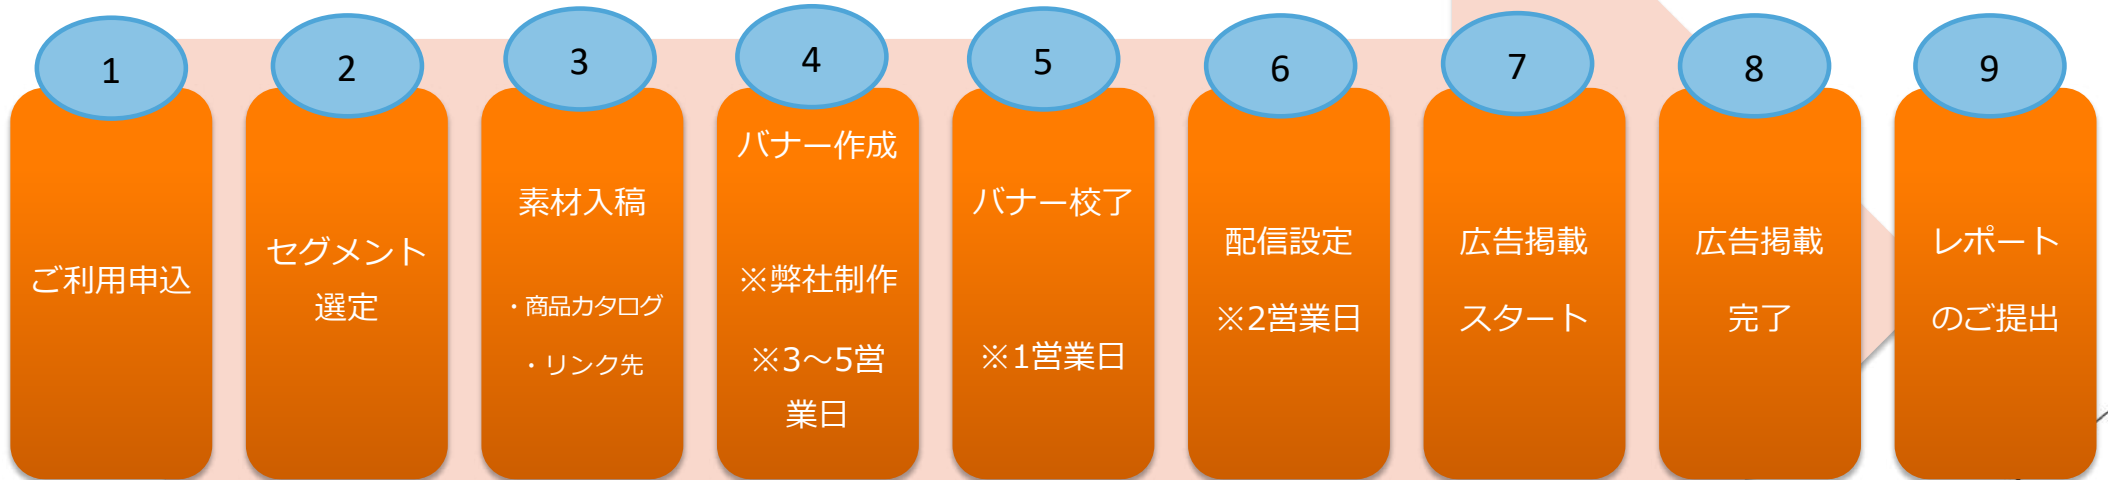 1
ご利用申込
2
セグメント
選定
3
素材入稿
・商品カタログ
・リンク先
4
バナー作成
※弊社制作
※3～5営
業日
5
バナー校了
※1営業日
6
配信設定
※2営業日
7
広告掲載
スタート
8
広告掲載
完了
9
レポート
のご提出